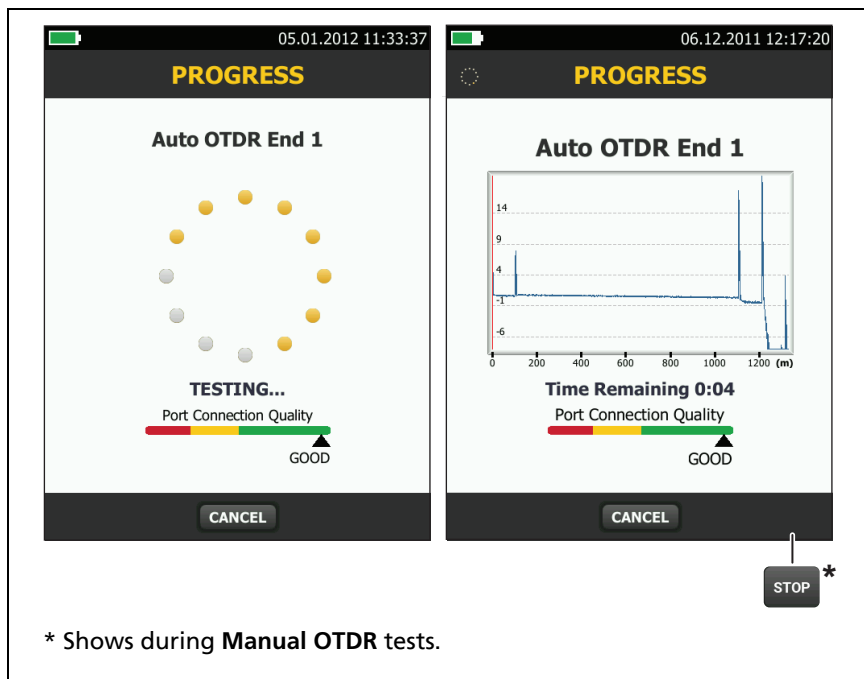 05.01.2012 11:33:37
PROGRESS
Auto OTDR End 1
TESTING...
Port Connection Quality
GOOD
CANCEL
06.12.2011 12:17:20
PROGRESS
Auto OTDR End 1
14
9
4
-1
-6
0 200 400 600 800 1000 1200 (m)
Time Remaining 0:04
Port Connection Quality
GOOD
CANCEL
STOP *
* Shows during Manual OTDR tests.